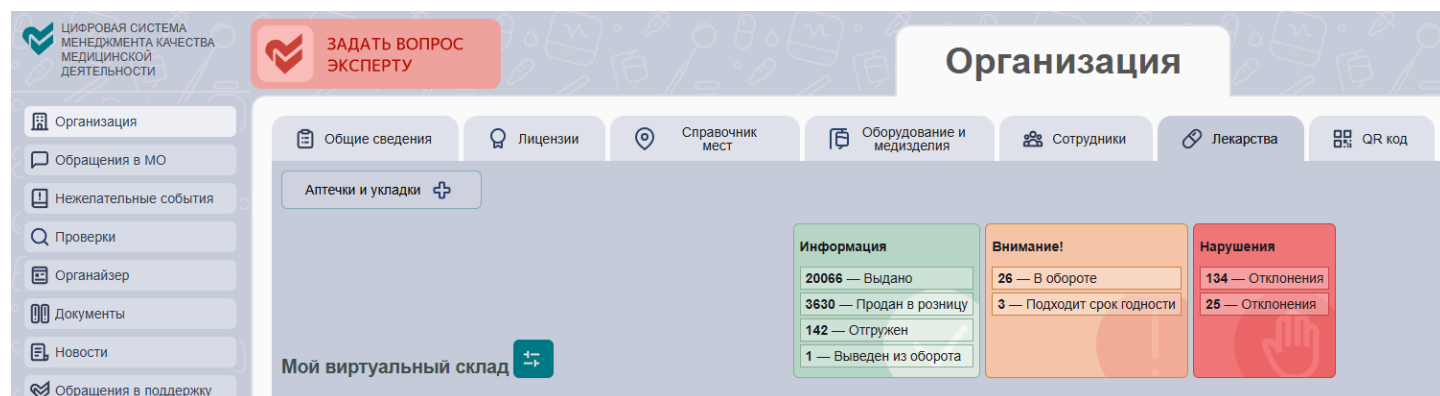 ЦИФРОВАЯ СИСТЕМА
МЕНЕДЖМЕНТА КАЧЕСТВА
МЕДИЦИНСКОЙ
ДЕЯТЕЛЬНОСТИ
ЗАДАТЬ ВОПРОС
ЭКСПЕРТУ
Организация
Организация
Обращения в МО
Нежелательные события
Проверки
Органайзер
Документы
Новости
Обращения в поддержку
Общие сведения
Лицензии
Справочник
мест
Оборудование и
медизделия
Сотрудники
Лекарства
QR код
Аптечки и укладки
Мой виртуальный склад
Информация
20066 — Выдано
3630 — Продан в розницу
142 — Отгружен
1 — Выведен из оборота
Внимание!
26 — В обороте
3 — Подходит срок годности
Нарушения
134 — Отклонения
25 — Отклонения